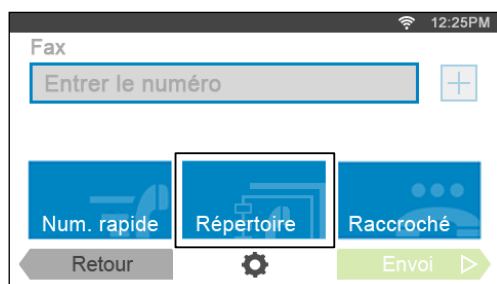 12:25PM
Fax
Entrer le numéro
Num. rapide
Répertoire
Raccroché
Retour
Envoi